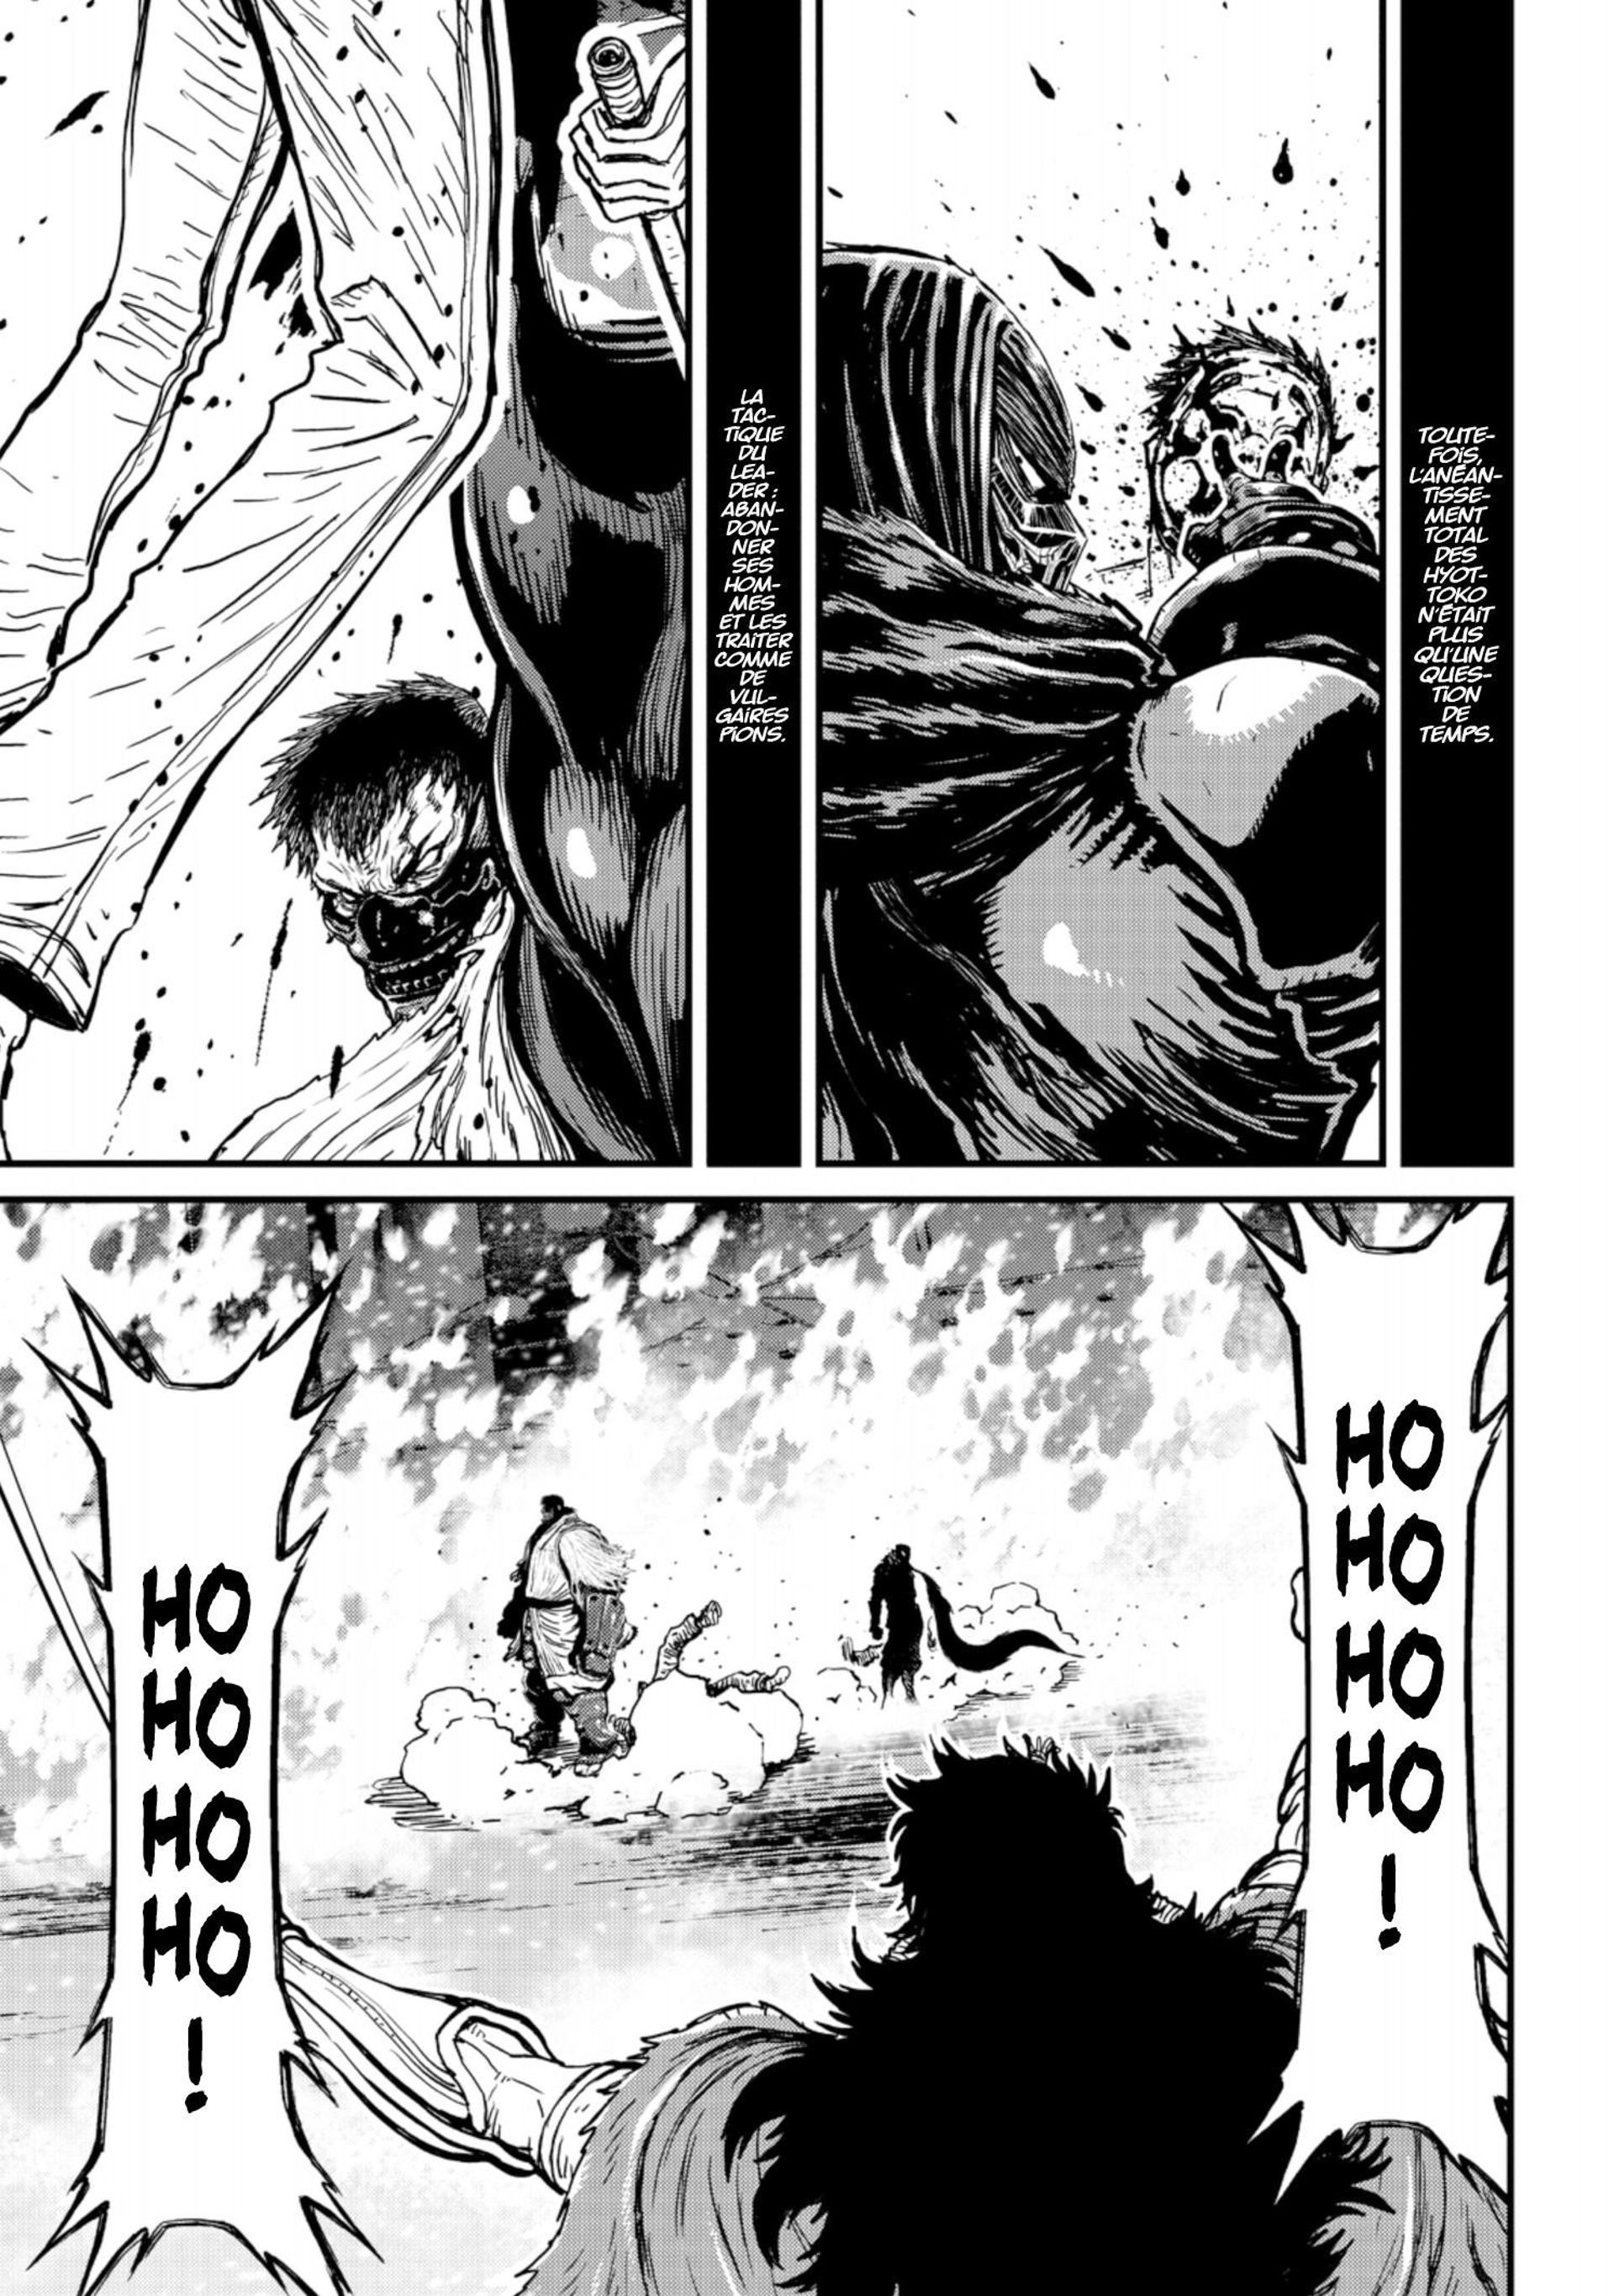 TOUTE-
FOIS,
L'ANÉAN-
TISSE-
MENT
TOTAL
DES
HYOT-
TOKO
N'ÉTAIT
PLUS
QU'UNE
QUES-
TION
DE
TEMPS.
LA
TAC-
TIQUE
DU
LEA-
DER :
ABAN-
DON-
NER
SES
HOM-
MES
ET LES
TRAITER
COMME
DE
VUL-
GAIRES
PIONS.
HO
HO
HO
HO
!
HO
HO
HO
HO
!